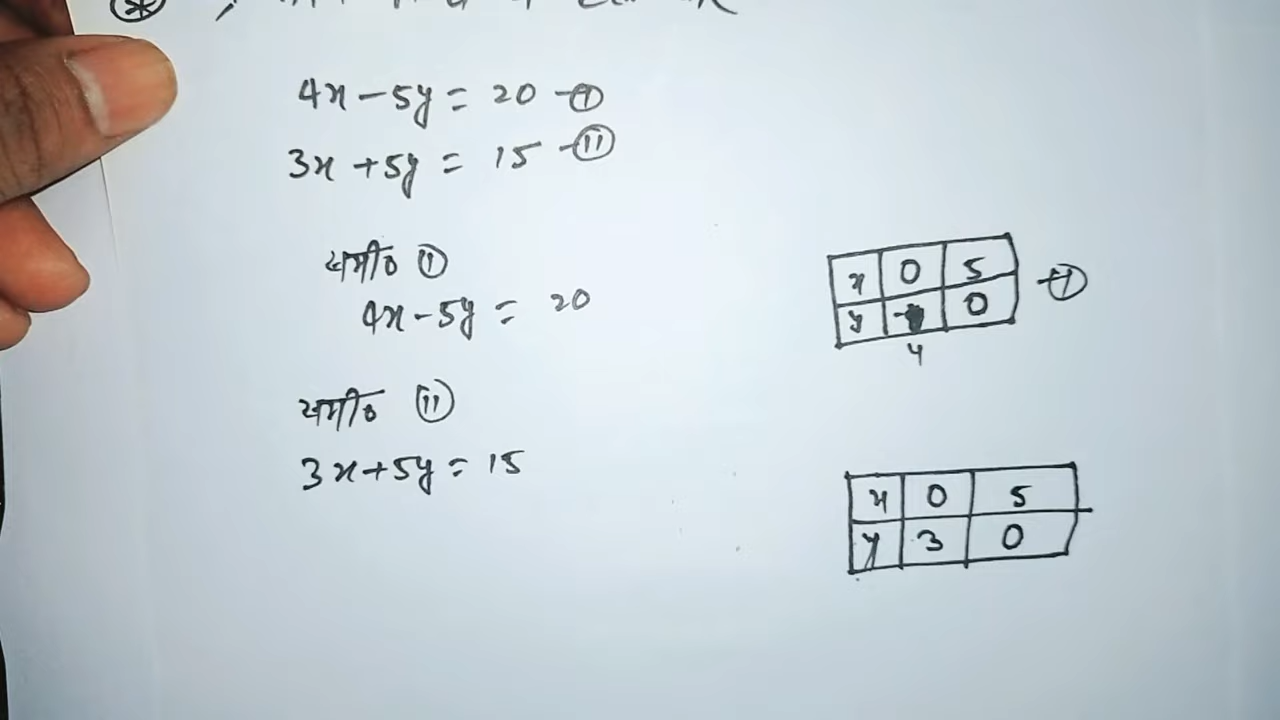 4x - 5y = 20 - (I)
3x + 5y = 15 - (II)
समी० (I)
4x - 5y = 20
x 0 5 - (I)
y - 0
4
समी० (II)
3x + 5y = 15
x 0 5
y 3 0